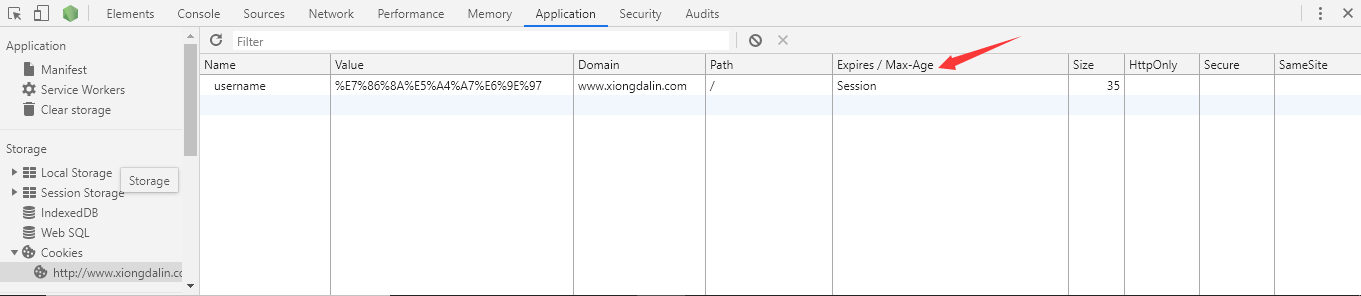 Elements Console Sources Network Performance Memory Application Security Audits
Application
Manifest
Service Workers
Clear storage
Storage
Local Storage
Session Storage
Storage
IndexedDB
Web SQL
Cookies
http://www.xiongdalin.co
Filter
Name Value Domain Path Expires / Max-Age Size HttpOnly Secure SameSite
username %E7%86%8A%E5%A4%A7%E6%9E%97 www.xiongdalin.com / Session 35